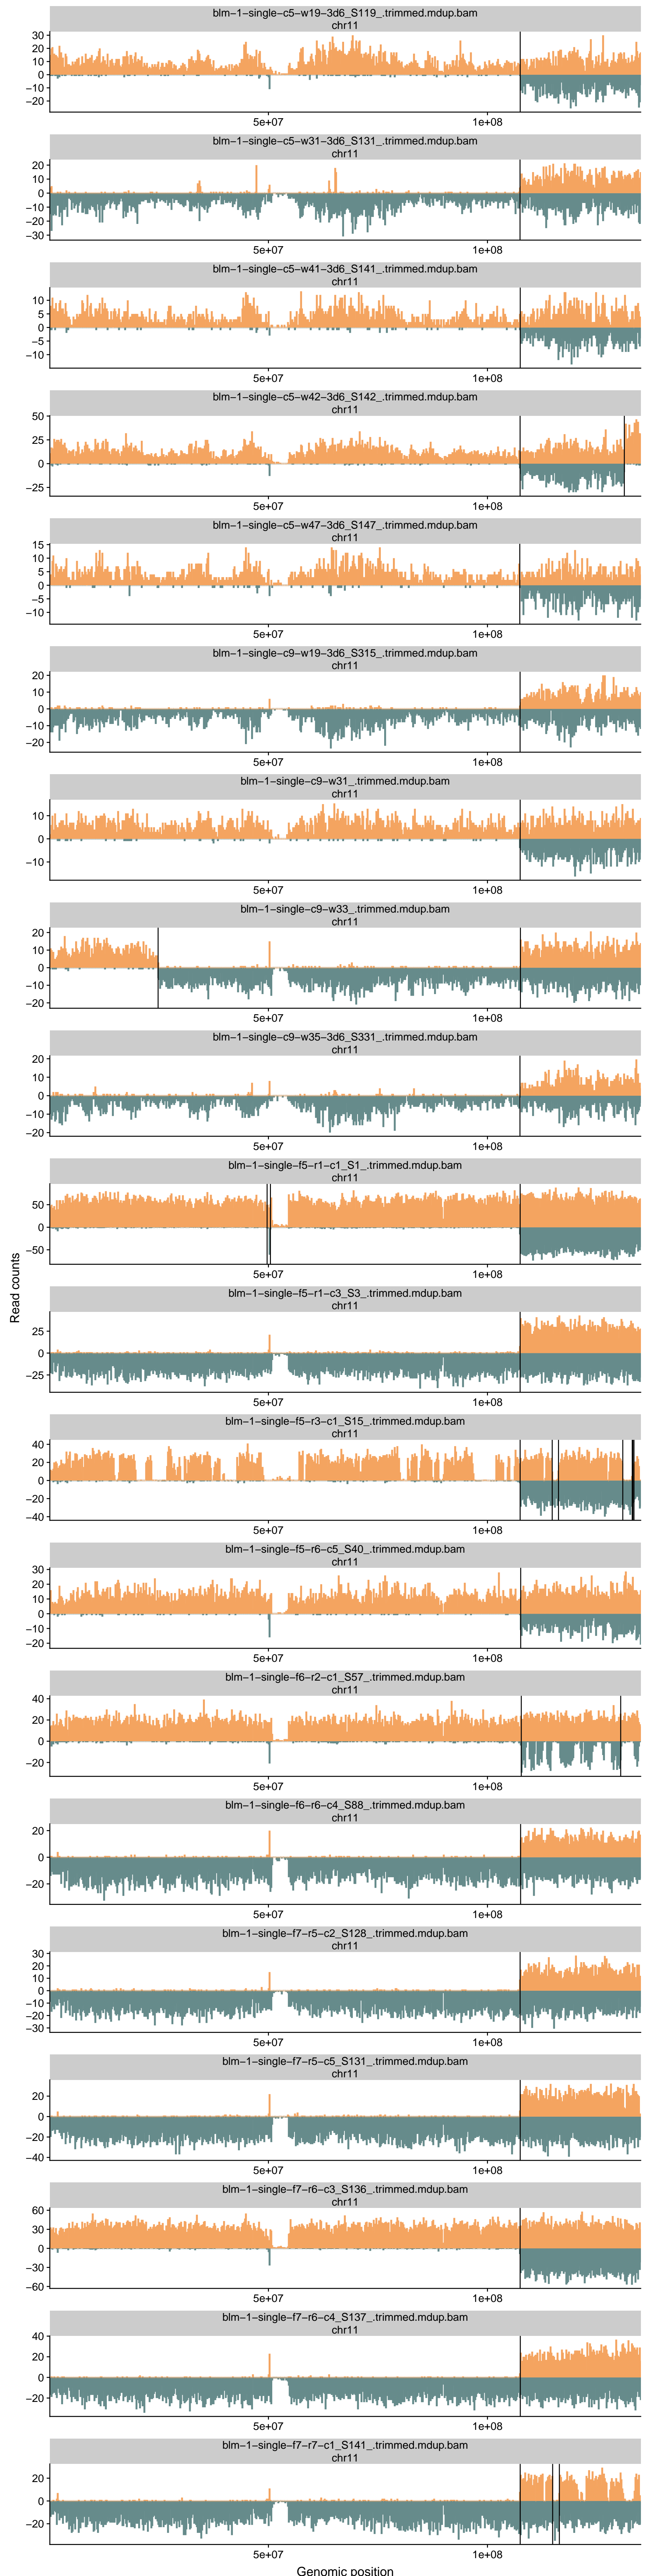 blm−1−single−c5−w19−3d6_S119_.trimmed.mdup.bam
chr11
30
20
10
0
−10
−20
5e+07 1e+08
blm−1−single−c5−w31−3d6_S131_.trimmed.mdup.bam
chr11
20
10
0
−10
−20
−30
5e+07 1e+08
blm−1−single−c5−w41−3d6_S141_.trimmed.mdup.bam
chr11
10
5
0
−5
−10
5e+07 1e+08
blm−1−single−c5−w42−3d6_S142_.trimmed.mdup.bam
chr11
50
25
0
−25
5e+07 1e+08
blm−1−single−c5−w47−3d6_S147_.trimmed.mdup.bam
chr11
15
10
5
0
−5
−10
5e+07 1e+08
blm−1−single−c9−w19−3d6_S315_.trimmed.mdup.bam
chr11
20
10
0
−10
−20
5e+07 1e+08
blm−1−single−c9−w31_.trimmed.mdup.bam
chr11
10
0
−10
5e+07 1e+08
blm−1−single−c9−w33_.trimmed.mdup.bam
chr11
20
10
0
−10
−20
5e+07 1e+08
blm−1−single−c9−w35−3d6_S331_.trimmed.mdup.bam
chr11
20
10
0
−10
−20
5e+07 1e+08
blm−1−single−f5−r1−c1_S1_.trimmed.mdup.bam
chr11
50
0
−50
5e+07 1e+08
Read counts
blm−1−single−f5−r1−c3_S3_.trimmed.mdup.bam
chr11
25
0
−25
5e+07 1e+08
blm−1−single−f5−r3−c1_S15_.trimmed.mdup.bam
chr11
40
20
0
−20
−40
5e+07 1e+08
blm−1−single−f5−r6−c5_S40_.trimmed.mdup.bam
chr11
30
20
10
0
−10
−20
5e+07 1e+08
blm−1−single−f6−r2−c1_S57_.trimmed.mdup.bam
chr11
40
20
0
−20
5e+07 1e+08
blm−1−single−f6−r6−c4_S88_.trimmed.mdup.bam
chr11
20
0
−20
5e+07 1e+08
blm−1−single−f7−r5−c2_S128_.trimmed.mdup.bam
chr11
30
20
10
0
−10
−20
−30
5e+07 1e+08
blm−1−single−f7−r5−c5_S131_.trimmed.mdup.bam
chr11
20
0
−20
−40
5e+07 1e+08
blm−1−single−f7−r6−c3_S136_.trimmed.mdup.bam
chr11
60
30
0
−30
−60
5e+07 1e+08
blm−1−single−f7−r6−c4_S137_.trimmed.mdup.bam
chr11
40
20
0
−20
5e+07 1e+08
blm−1−single−f7−r7−c1_S141_.trimmed.mdup.bam
chr11
20
0
−20
5e+07 1e+08
Genomic position